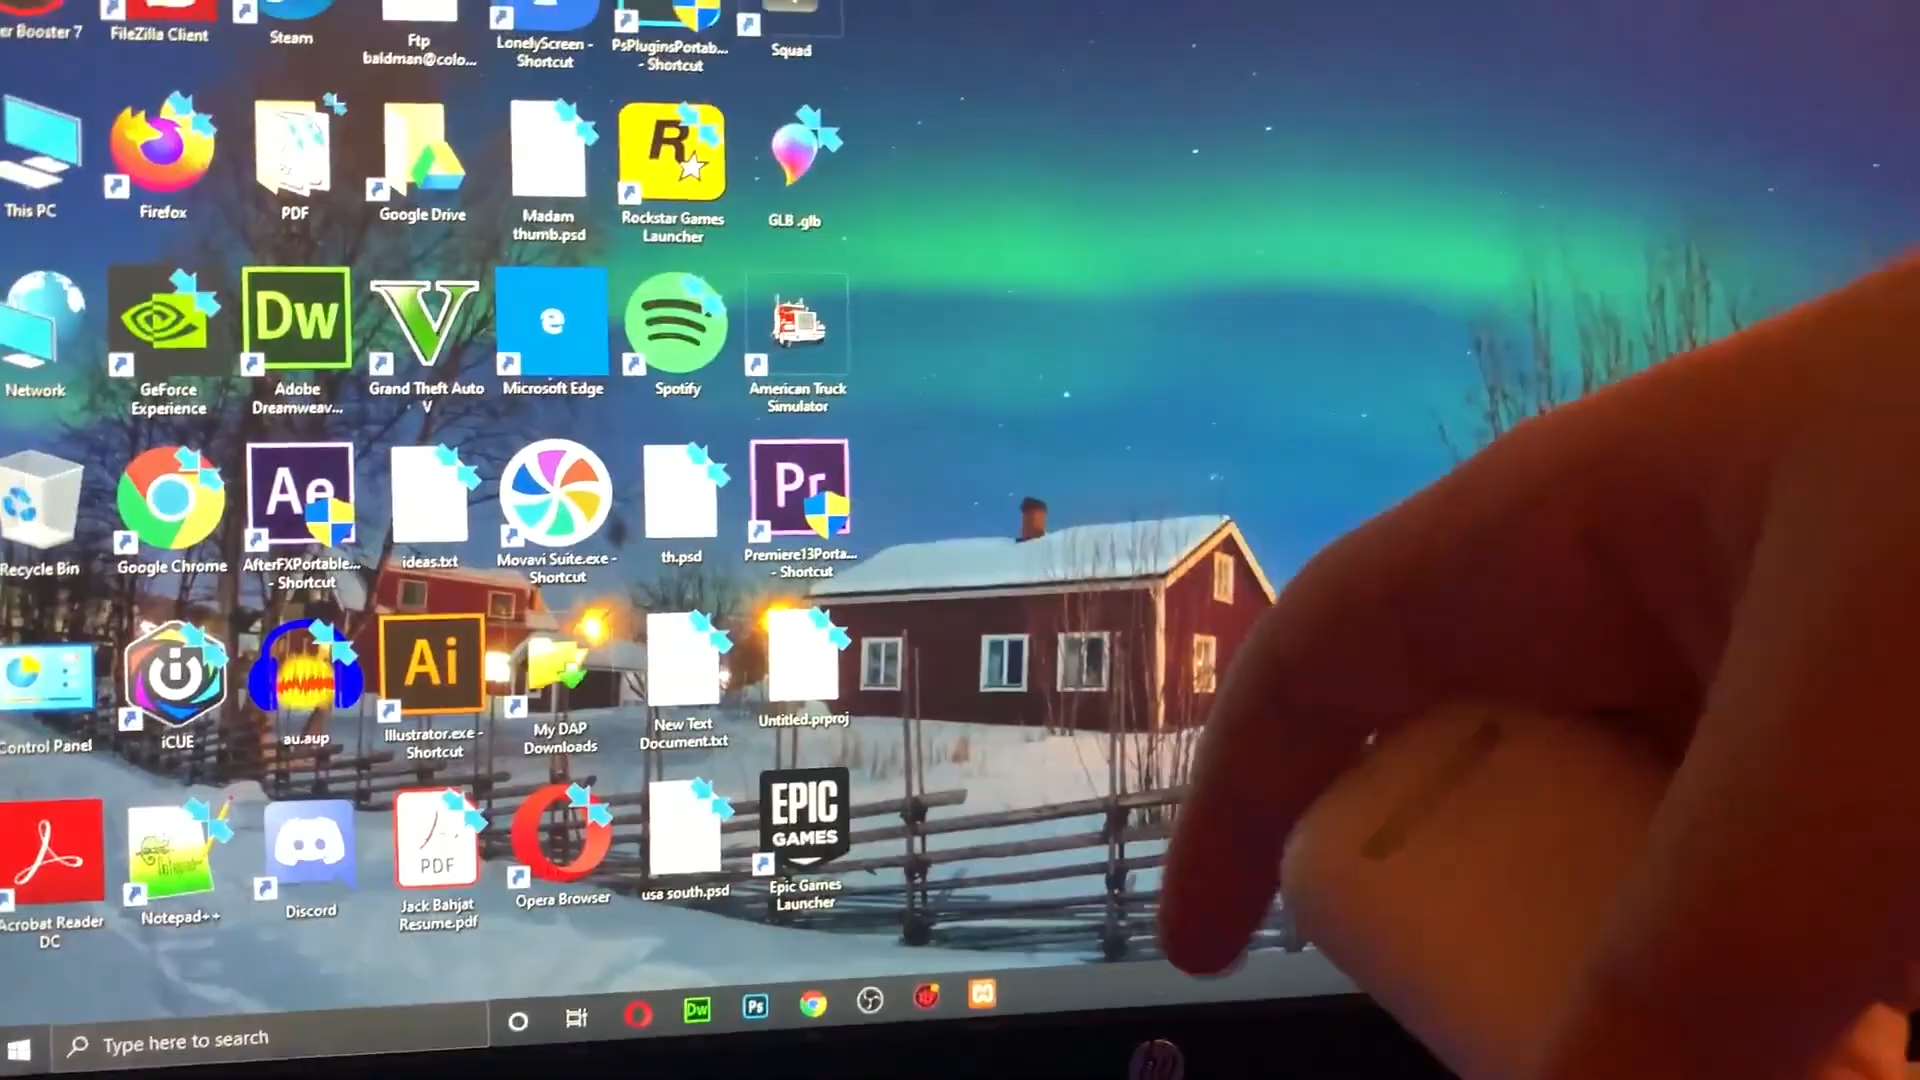 er Booster 7
FileZilla Client
Steam
Ftp
baldman@colo...
LonelyScreen -
Shortcut
PsPluginsPortab...
- Shortcut
Squad
This PC
Firefox
PDF
Google Drive
Madam
thumb.psd
R
Rockstar Games
Launcher
GLB .glb
Network
GeForce
Experience
Dw
Adobe
Dreamweav...
V
Grand Theft Auto
V
e
Microsoft Edge
Spotify
American Truck
Simulator
Recycle Bin
Google Chrome
Ae
AfterFXPortable...
- Shortcut
ideas.txt
Movavi Suite.exe -
Shortcut
th.psd
Pr
Premiere13Porta...
- Shortcut
Control Panel
iCUE
au.aup
Ai
Illustrator.exe -
Shortcut
My DAP
Downloads
New Text
Document.txt
Untitled.prproj
Acrobat Reader
DC
Notepad++
Discord
PDF
Jack Bahjat
Resume.pdf
Opera Browser
usa south.psd
EPIC
GAMES
Epic Games
Launcher
Type here to search
Dw
Ps
hp